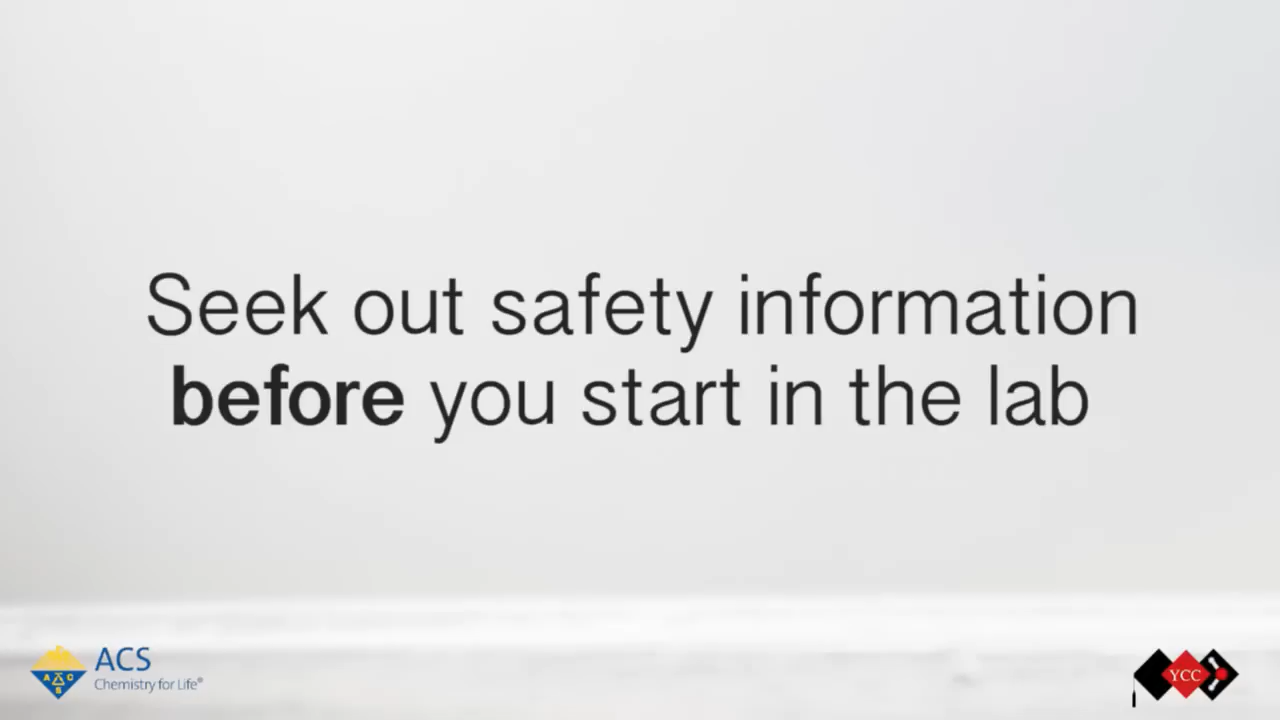 Seek out safety information
before you start in the lab
ACS
Chemistry for Life®
A C S
YCC